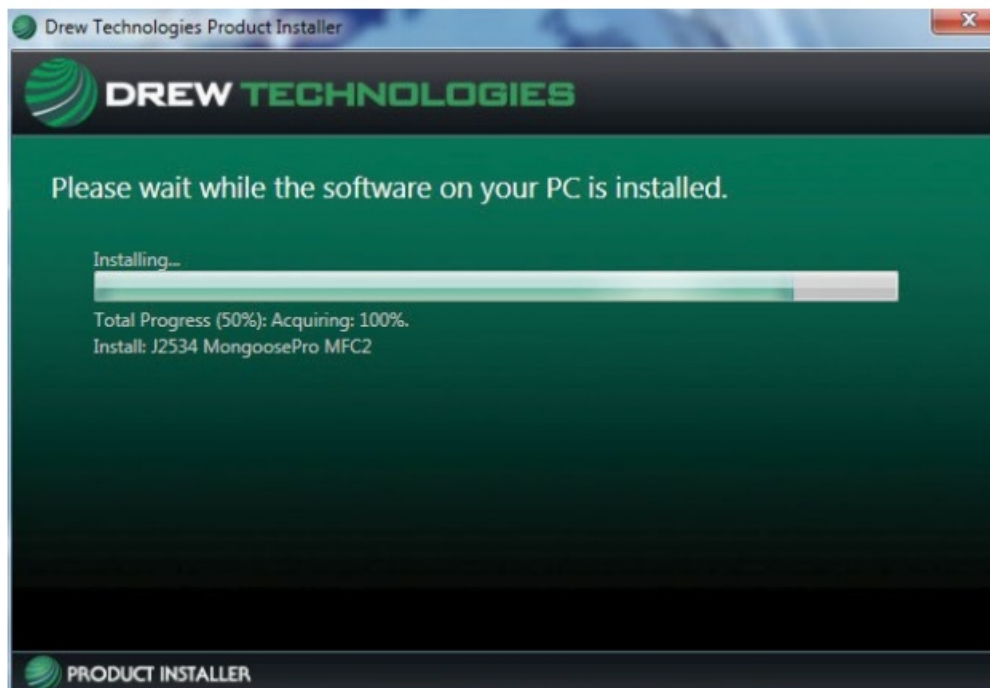 Drew Technologies Product Installer
DREW TECHNOLOGIES
Please wait while the software on your PC is installed.
Installing...
Total Progress (50%): Acquiring: 100%.
Install: J2534 MongoosePro MFC2
PRODUCT INSTALLER